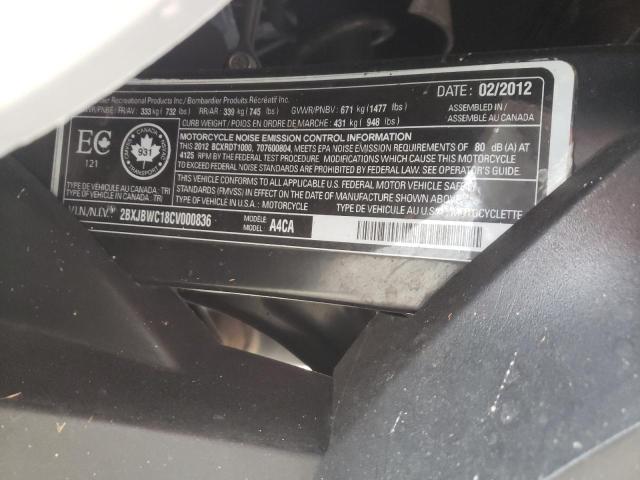 Recreational Products Inc./ Bombardier Produits Récréatif Inc.
DATE: 02/2012
/PNBE: FR/AV: 333 kg ( 732 lbs) RR/AR: 339 kg ( 745 lbs) GVWR/PNBV: 671 kg (1477 lbs)
CURB WEIGHT / POIDS EN ORDRE DE MARCHE: 431 kg ( 948 lbs)
ASSEMBLED IN /
ASSEMBLÉ AU CANADA
EC
121
CANADA
931
TRANSPORT
MOTORCYCLE NOISE EMISSION CONTROL INFORMATION
THIS 2012 BCXRDT1000, 707600804, MEETS EPA NOISE EMISSION REQUIREMENTS OF 80 dB (A) AT
4125 RPM BY THE FEDERAL TEST PROCEDURE. MODIFICATIONS WHICH CAUSE THIS MOTORCYCLE
TO EXCEED FEDERAL NOISE STANDARDS ARE PROHIBITED BY FEDERAL LAW. SEE OPERATOR'S GUIDE.
THIS VEHICLE CONFORMS TO ALL APPLICABLE U.S. FEDERAL MOTOR VEHICLE SAFETY
STANDARDS (FMVSS) IN EFFECT ON THE DATE OF MANUFACTURE SHOWN ABOVE.
TYPE OF VEHICLE IN U.S.: MOTORCYCLE TYPE DE VÉHICULE AU U.S.: MOTOCYCLETTE
TYPE DE VÉHICULE AU CANADA: TRI
TYPE OF VEHICLE IN CANADA: TRI
V.I.N./N.I.V.: 2BXJBWC18CV000836 MODÈLE MODEL: A4CA